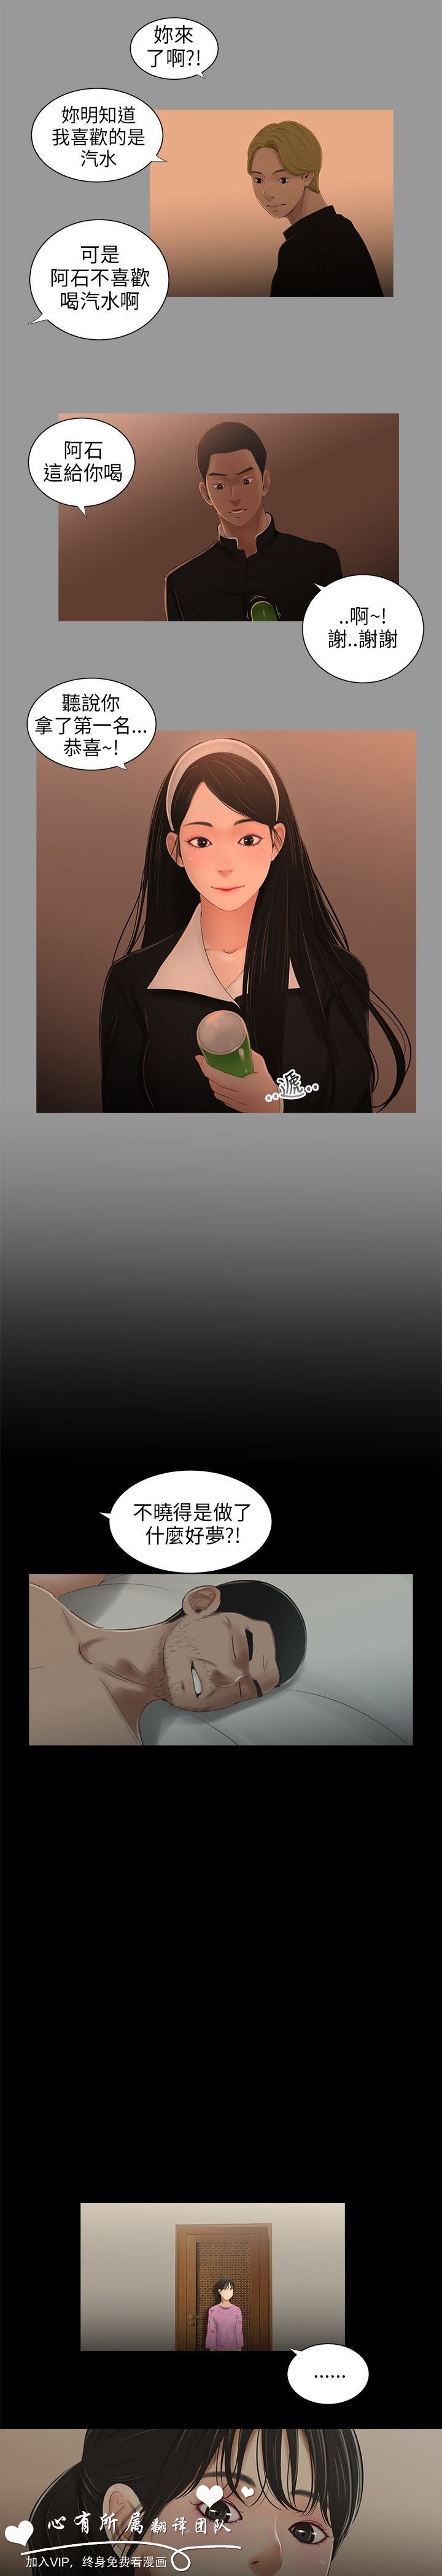 妳來
了啊?!
妳明知道
我喜歡的是
汽水
可是
阿石不喜歡
喝汽水啊
阿石
這給你喝
..啊~!
謝..謝謝
聽說你
拿了第一名...
恭喜~!
..遞..
不曉得是做了
什麼好夢?!
......
心有所属翻译团队
加入VIP，终身免费看漫画